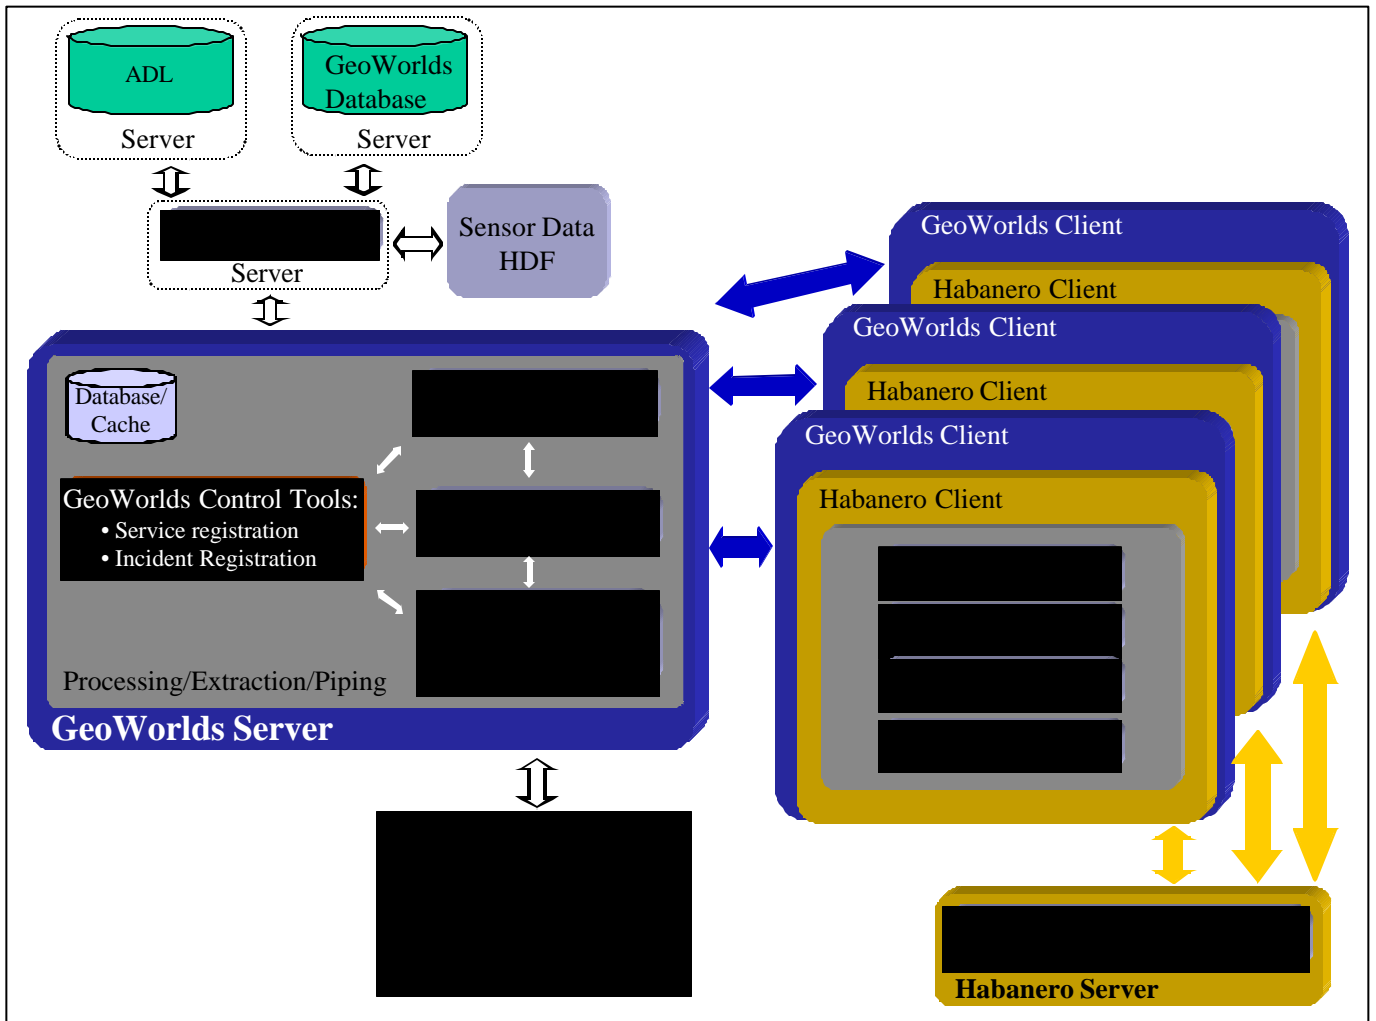 ADL
Server
GeoWorlds
Database
Server
Server
Sensor Data
HDF
GeoWorlds Client
Habanero Client
GeoWorlds Client
Habanero Client
GeoWorlds Client
Habanero Client
Database/
Cache
GeoWorlds Control Tools:
• Service registration
• Incident Registration
Processing/Extraction/Piping
GeoWorlds Server
Habanero Server